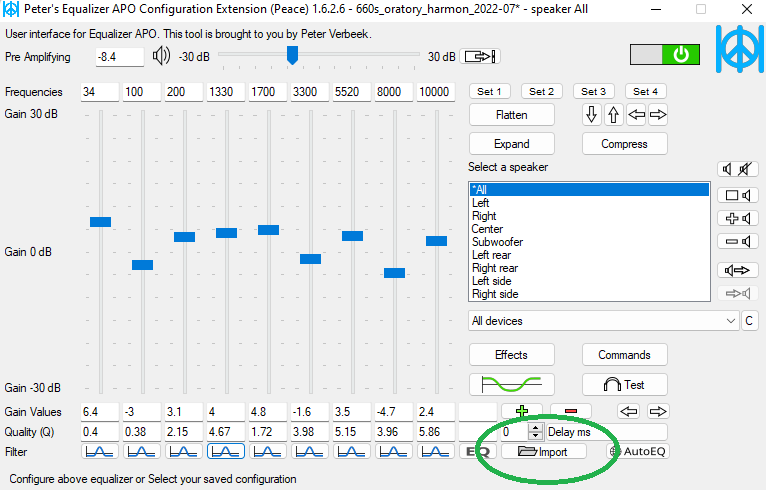 Peter's Equalizer APO Configuration Extension (Peace) 1.6.2.6 - 660s_oratory_harmon_2022-07* - speaker All
User interface for Equalizer APO. This tool is brought to you by Peter Verbeek.
Pre Amplifying -8.4 -30 dB 30 dB
Frequencies 34 100 200 1330 1700 3300 5520 8000 10000 Set 1 Set 2 Set 3 Set 4
Gain 30 dB
Flatten
Expand Compress
Select a speaker
*All
Left
Right
Center
Subwoofer
Left rear
Right rear
Left side
Right side
Gain 0 dB
All devices C
Effects Commands
Test
Gain -30 dB
Gain Values 6.4 -3 3.1 4 4.8 -1.6 3.5 -4.7 2.4
Quality (Q) 0.4 0.38 2.15 4.67 1.72 3.98 5.15 3.96 5.86 0 Delay ms
Filter EQ Import AutoEQ
Configure above equalizer or Select your saved configuration